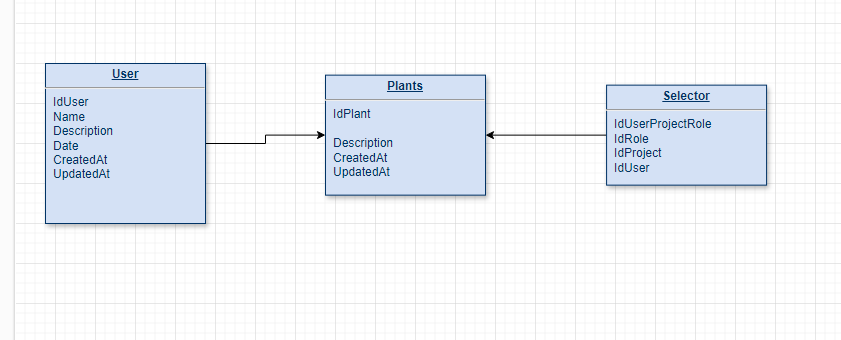 User
IdUser
Name
Description
Date
CreatedAt
UpdatedAt
Plants
IdPlant
Description
CreatedAt
UpdatedAt
Selector
IdUserProjectRole
IdRole
IdProject
IdUser